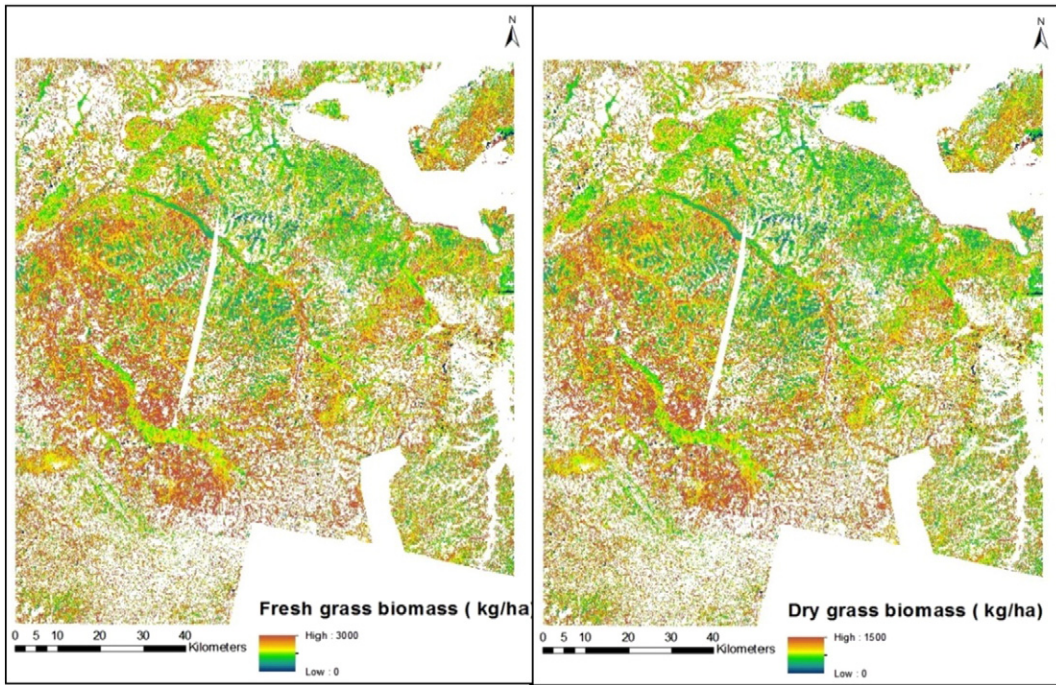 N
Fresh grass biomass ( kg/ha)
High : 3000
Low : 0
0 5 10 20 30 40
Kilometers
N
Dry grass biomass ( kg/ha)
High : 1500
Low : 0
0 5 10 20 30 40
Kilometers